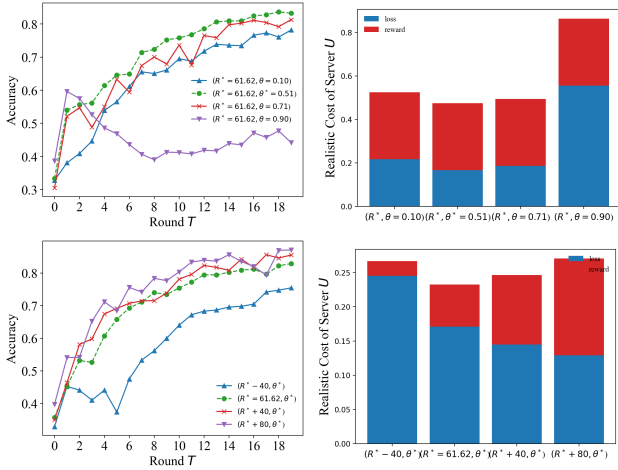 Accuracy
0.8
0.7
0.6
0.5
0.4
0.3
(R* = 61.62, θ = 0.10)
(R* = 61.62, θ* = 0.51)
(R* = 61.62, θ = 0.71)
(R* = 61.62, θ = 0.90)
0 2 4 6 8 10 12 14 16 18
Round T
Realistic Cost of Server U
0.8
0.6
0.4
0.2
0.0
loss
reward
(R*, θ = 0.10) (R*, θ* = 0.51) (R*, θ = 0.71) (R*, θ = 0.90)
Accuracy
0.8
0.7
0.6
0.5
0.4
0.3
(R* − 40, θ*)
(R* = 61.62, θ*)
(R* + 40, θ*)
(R* + 80, θ*)
0 2 4 6 8 10 12 14 16 18
Round T
Realistic Cost of Server U
0.25
0.20
0.15
0.10
0.05
0.00
loss
reward
(R* − 40, θ*) (R* = 61.62, θ*) (R* + 40, θ*) (R* + 80, θ*)